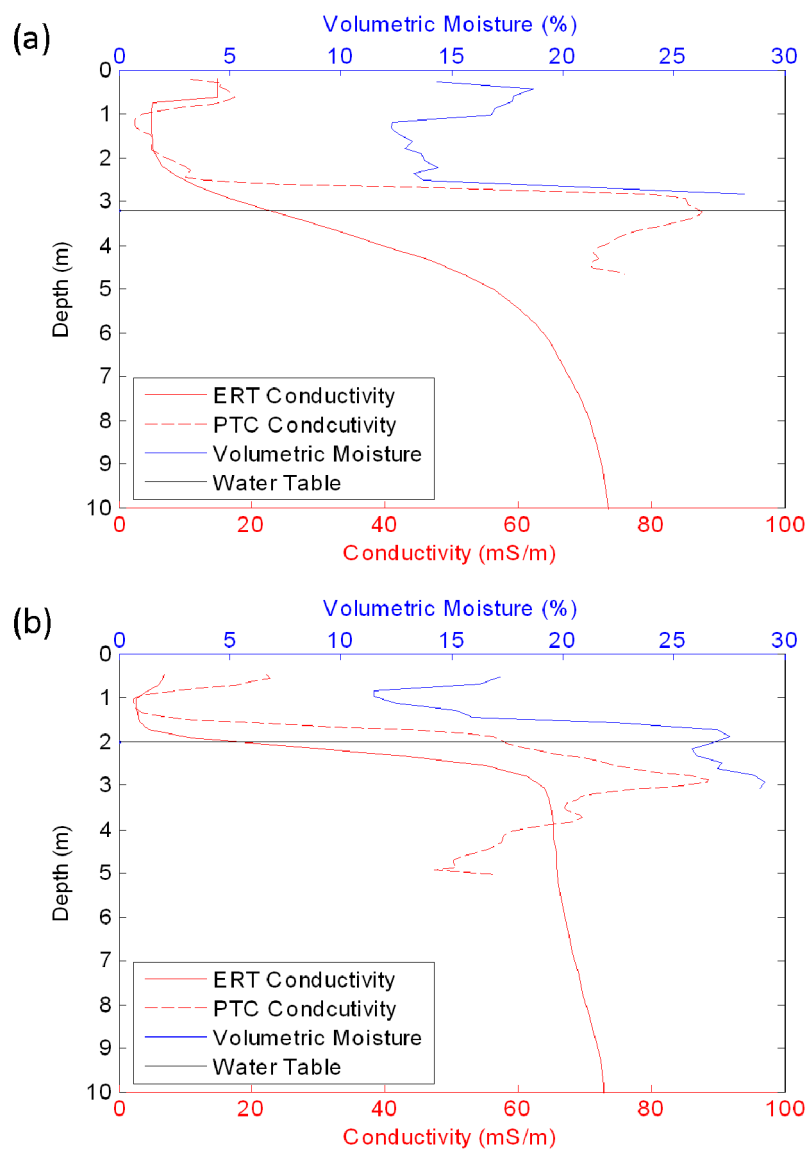 (a)
Volumetric Moisture (%)
0 5 10 15 20 25 30
0
1
2
3
4
5
6
7
8
9
10
Depth (m)
ERT Conductivity
PTC Condcutivity
Volumetric Moisture
Water Table
0 20 40 60 80 100
Conductivity (mS/m)
(b)
Volumetric Moisture (%)
0 5 10 15 20 25 30
0
1
2
3
4
5
6
7
8
9
10
Depth (m)
ERT Conductivity
PTC Condcutivity
Volumetric Moisture
Water Table
0 20 40 60 80 100
Conductivity (mS/m)